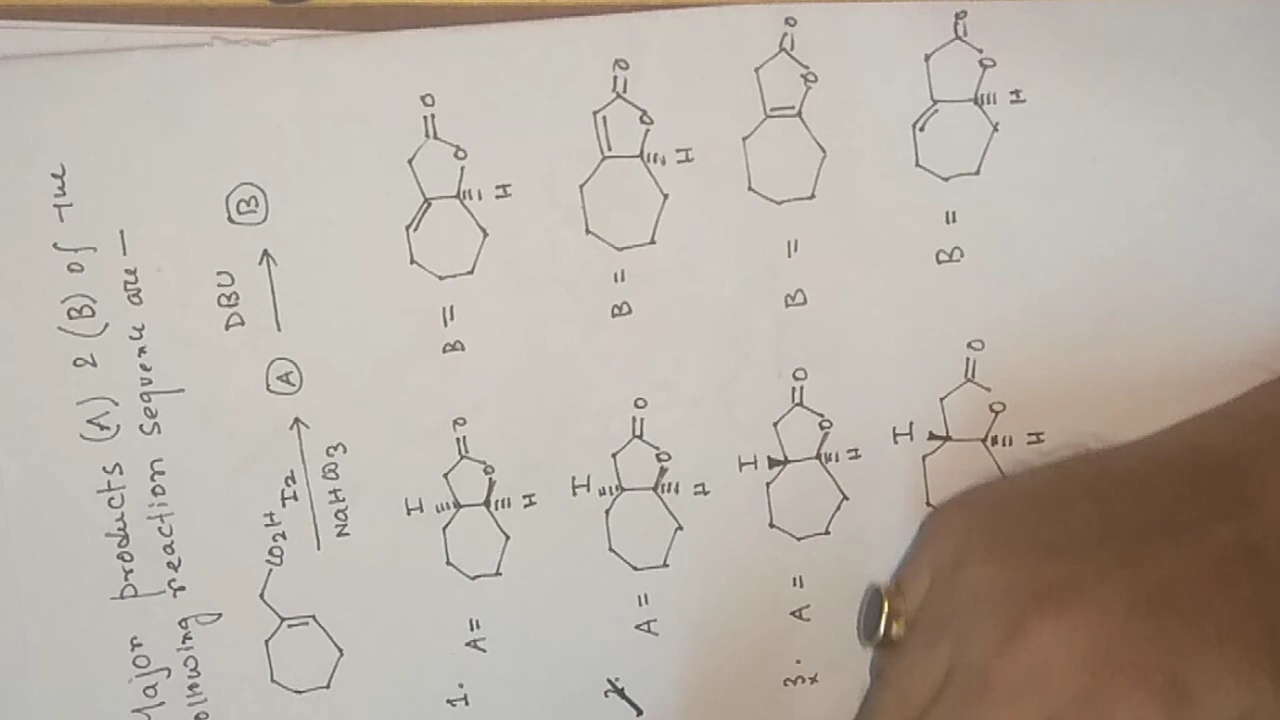 Major products (A) & (B) of the
following reaction sequence are —
CO2H I2 NaHCO3 A DBU B
1. A = I O O H B = O O H
2. A = I O O H B = O O H
3. A = I O O H B = O O
I O O H B = O O H